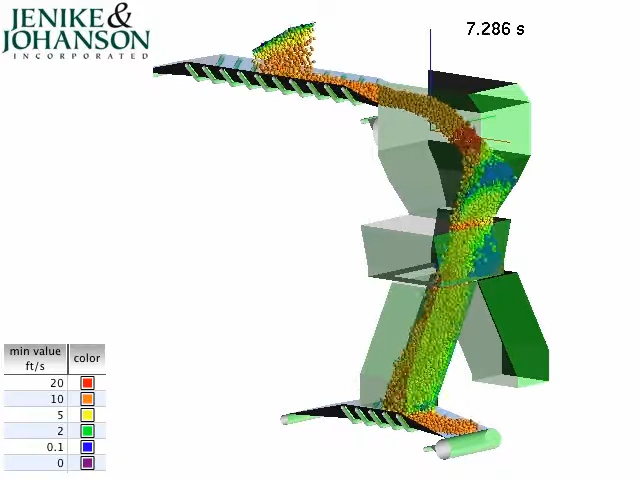 JENIKE &
JOHANSON
INCORPORATED
7.286 s
min value
ft/s
color
20
10
5
2
0.1
0